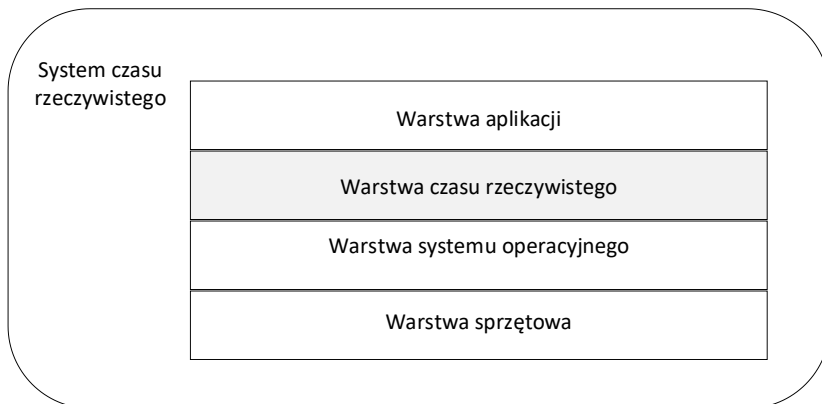 System czasu
rzeczywistego
Warstwa aplikacji
Warstwa czasu rzeczywistego
Warstwa systemu operacyjnego
Warstwa sprzętowa